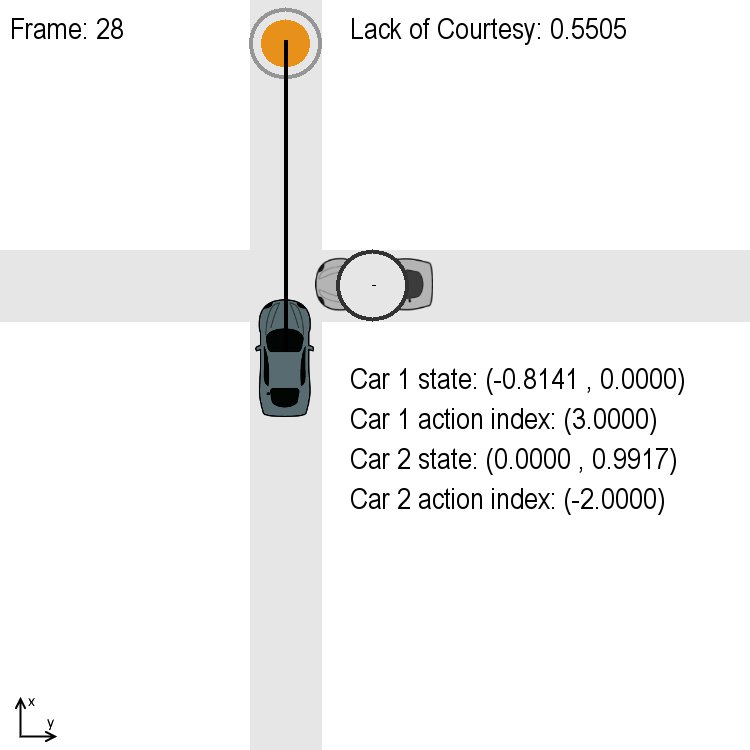 Frame: 28
Lack of Courtesy: 0.5505
Car 1 state: (-0.8141 , 0.0000)
Car 1 action index: (3.0000)
Car 2 state: (0.0000 , 0.9917)
Car 2 action index: (-2.0000)
x
y